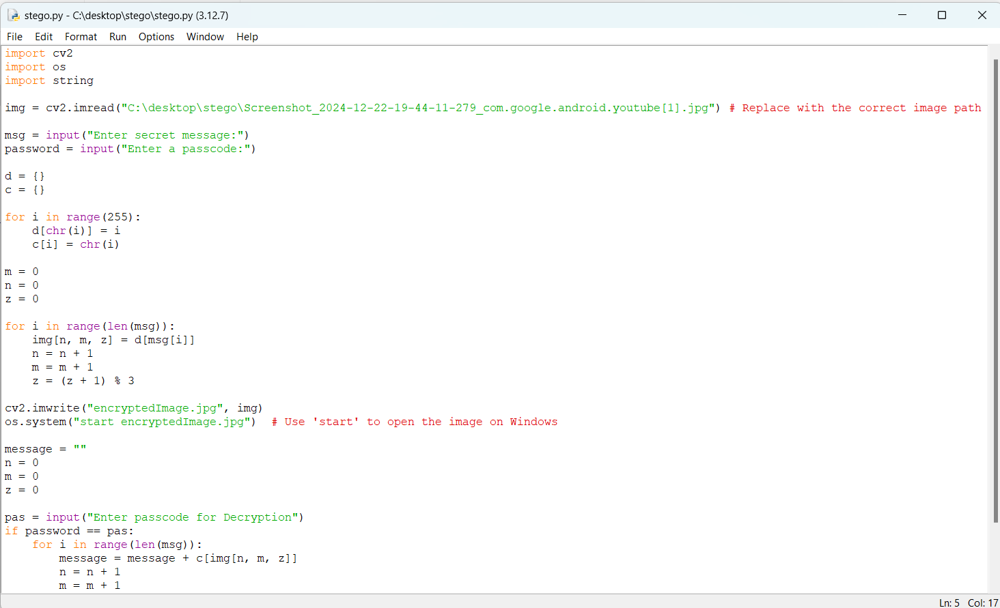 stego.py - C:\desktop\stego\stego.py (3.12.7)
File Edit Format Run Options Window Help
import cv2
import os
import string

img = cv2.imread("C:\desktop\stego\Screenshot_2024-12-22-19-44-11-279_com.google.android.youtube[1].jpg") # Replace with the correct image path

msg = input("Enter secret message:")
password = input("Enter a passcode:")

d = {}
c = {}

for i in range(255):
    d[chr(i)] = i
    c[i] = chr(i)

m = 0
n = 0
z = 0

for i in range(len(msg)):
    img[n, m, z] = d[msg[i]]
    n = n + 1
    m = m + 1
    z = (z + 1) % 3

cv2.imwrite("encryptedImage.jpg", img)
os.system("start encryptedImage.jpg")  # Use 'start' to open the image on Windows

message = ""
n = 0
m = 0
z = 0

pas = input("Enter passcode for Decryption")
if password == pas:
    for i in range(len(msg)):
        message = message + c[img[n, m, z]]
        n = n + 1
        m = m + 1
Ln: 5 Col: 17